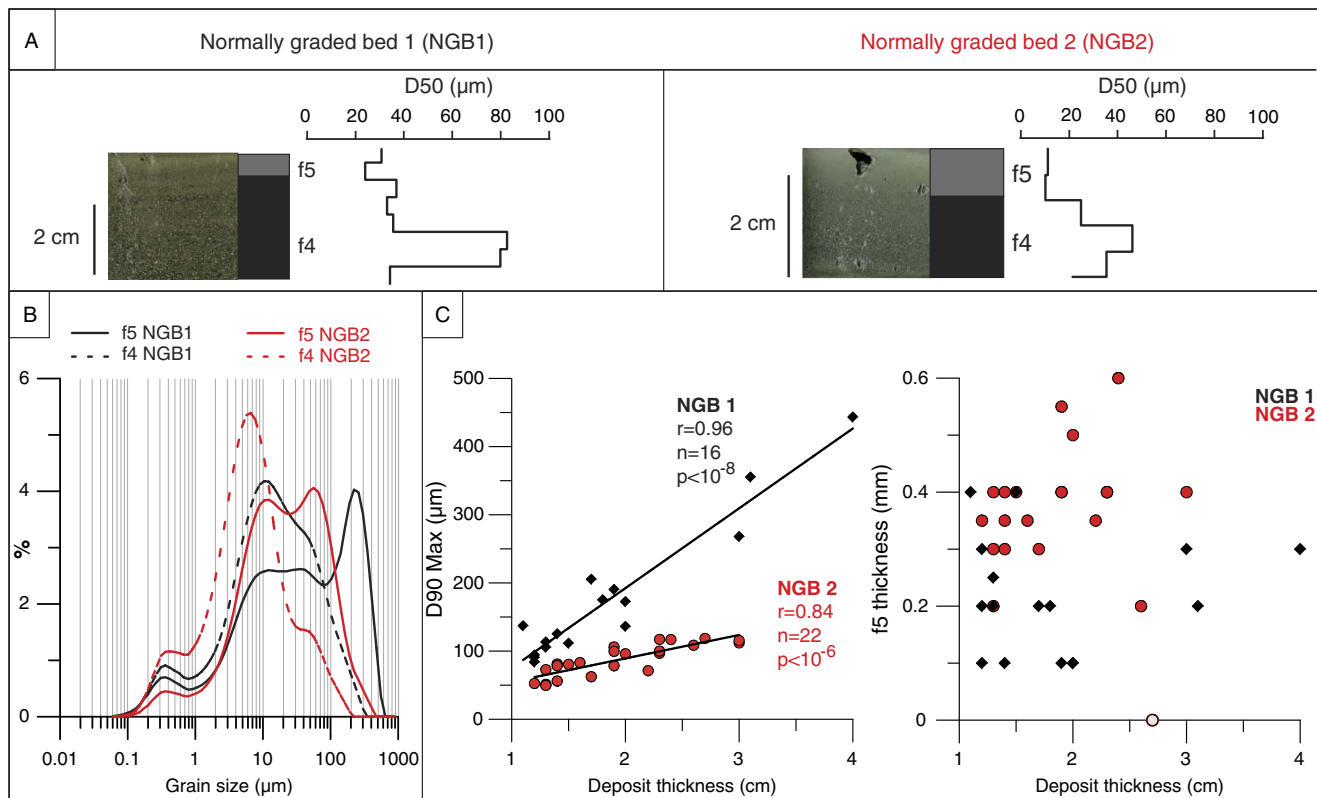 A
Normally graded bed 1 (NGB1)
Normally graded bed 2 (NGB2)
D50 (µm)
0 20 40 60 80 100
f5
f4
2 cm
D50 (µm)
0 20 40 60 80 100
f5
f4
2 cm
B
f5 NGB1
f4 NGB1
f5 NGB2
f4 NGB2
6
4
2
0
%
0.01 0.1 1 10 100 1000
Grain size (µm)
C
500
400
300
200
100
0
D90 Max (µm)
NGB 1
r=0.96
n=16
p<10⁻⁸
NGB 2
r=0.84
n=22
p<10⁻⁶
1 2 3 4
Deposit thickness (cm)
0.6
0.4
0.2
0
f5 thickness (mm)
NGB 1
NGB 2
1 2 3 4
Deposit thickness (cm)